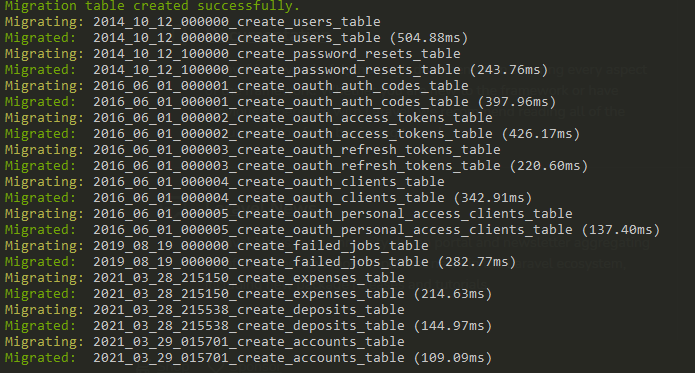 Migration table created successfully.
Migrating: 2014_10_12_000000_create_users_table
Migrated:  2014_10_12_000000_create_users_table (504.88ms)
Migrating: 2014_10_12_100000_create_password_resets_table
Migrated:  2014_10_12_100000_create_password_resets_table (243.76ms)
Migrating: 2016_06_01_000001_create_oauth_auth_codes_table
Migrated:  2016_06_01_000001_create_oauth_auth_codes_table (397.96ms)
Migrating: 2016_06_01_000002_create_oauth_access_tokens_table
Migrated:  2016_06_01_000002_create_oauth_access_tokens_table (426.17ms)
Migrating: 2016_06_01_000003_create_oauth_refresh_tokens_table
Migrated:  2016_06_01_000003_create_oauth_refresh_tokens_table (220.60ms)
Migrating: 2016_06_01_000004_create_oauth_clients_table
Migrated:  2016_06_01_000004_create_oauth_clients_table (342.91ms)
Migrating: 2016_06_01_000005_create_oauth_personal_access_clients_table
Migrated:  2016_06_01_000005_create_oauth_personal_access_clients_table (137.40ms)
Migrating: 2019_08_19_000000_create_failed_jobs_table
Migrated:  2019_08_19_000000_create_failed_jobs_table (282.77ms)
Migrating: 2021_03_28_215150_create_expenses_table
Migrated:  2021_03_28_215150_create_expenses_table (214.63ms)
Migrating: 2021_03_28_215538_create_deposits_table
Migrated:  2021_03_28_215538_create_deposits_table (144.97ms)
Migrating: 2021_03_29_015701_create_accounts_table
Migrated:  2021_03_29_015701_create_accounts_table (109.09ms)